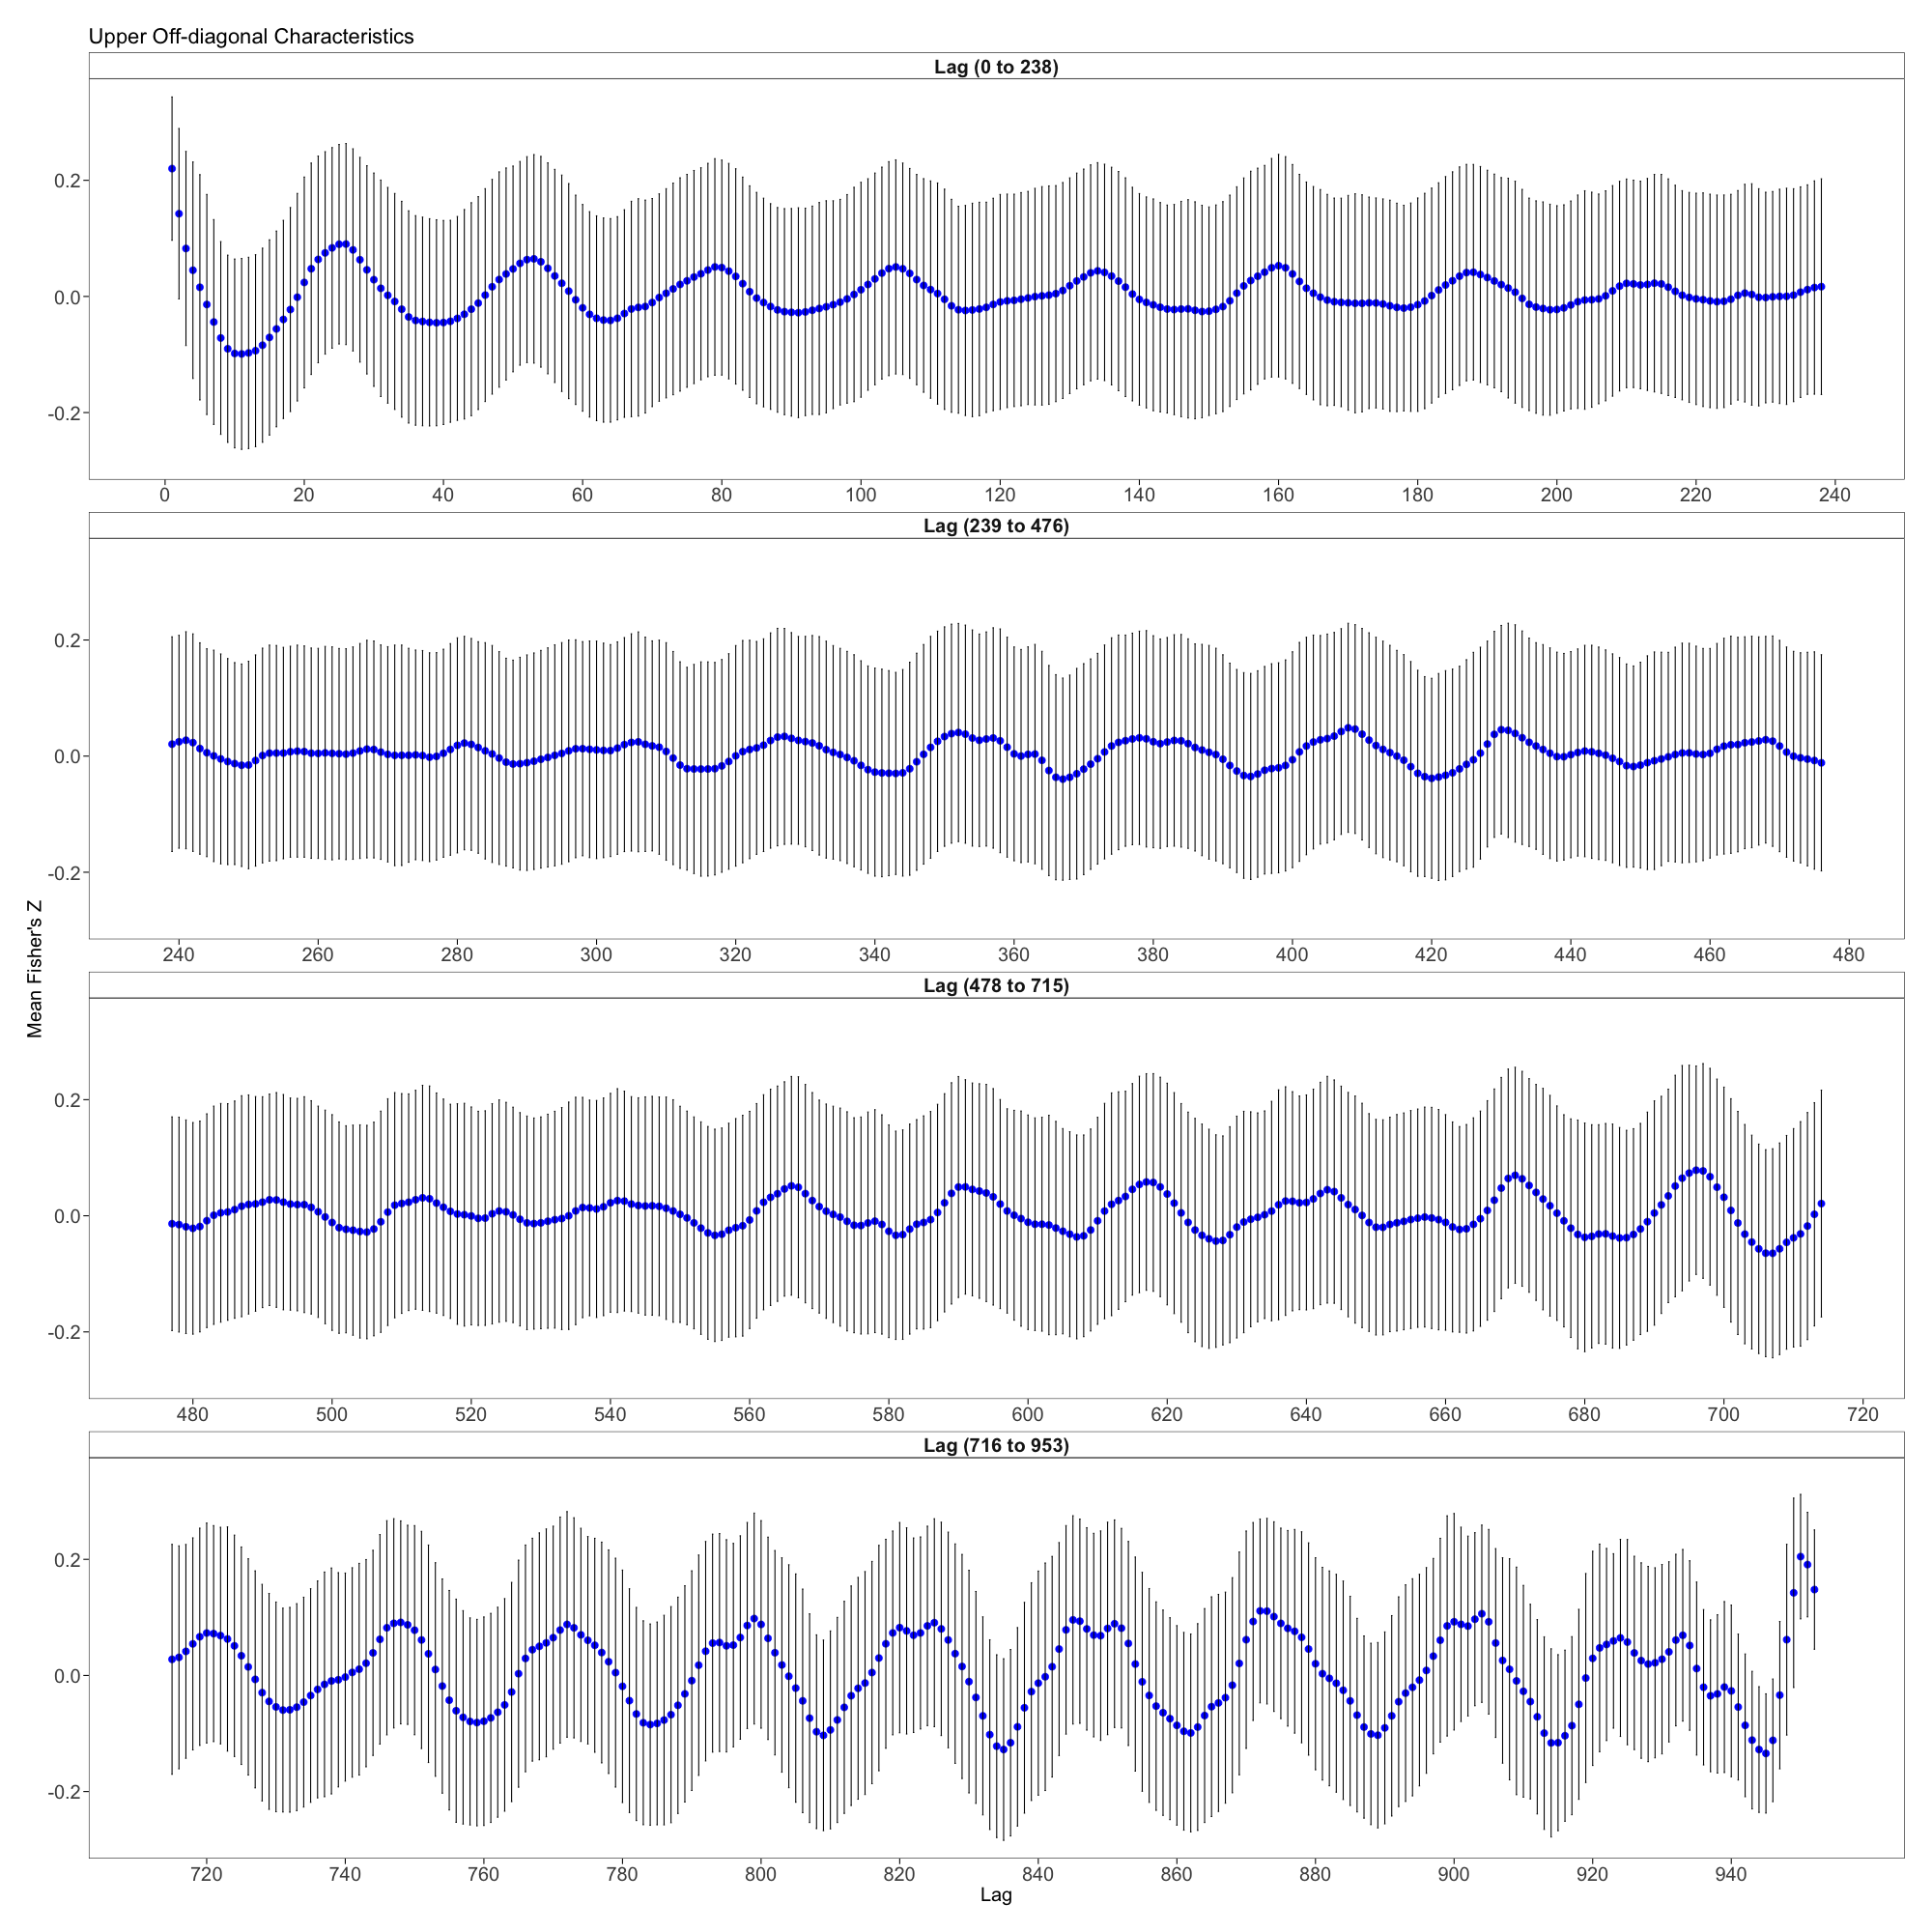 Upper Off-diagonal Characteristics
Lag (0 to 238)
0.2
0.0
-0.2
0 20 40 60 80 100 120 140 160 180 200 220 240
Lag (239 to 476)
0.2
0.0
-0.2
240 260 280 300 320 340 360 380 400 420 440 460 480
Mean Fisher's Z
Lag (478 to 715)
0.2
0.0
-0.2
480 500 520 540 560 580 600 620 640 660 680 700 720
Lag (716 to 953)
0.2
0.0
-0.2
720 740 760 780 800 820 840 860 880 900 920 940
Lag